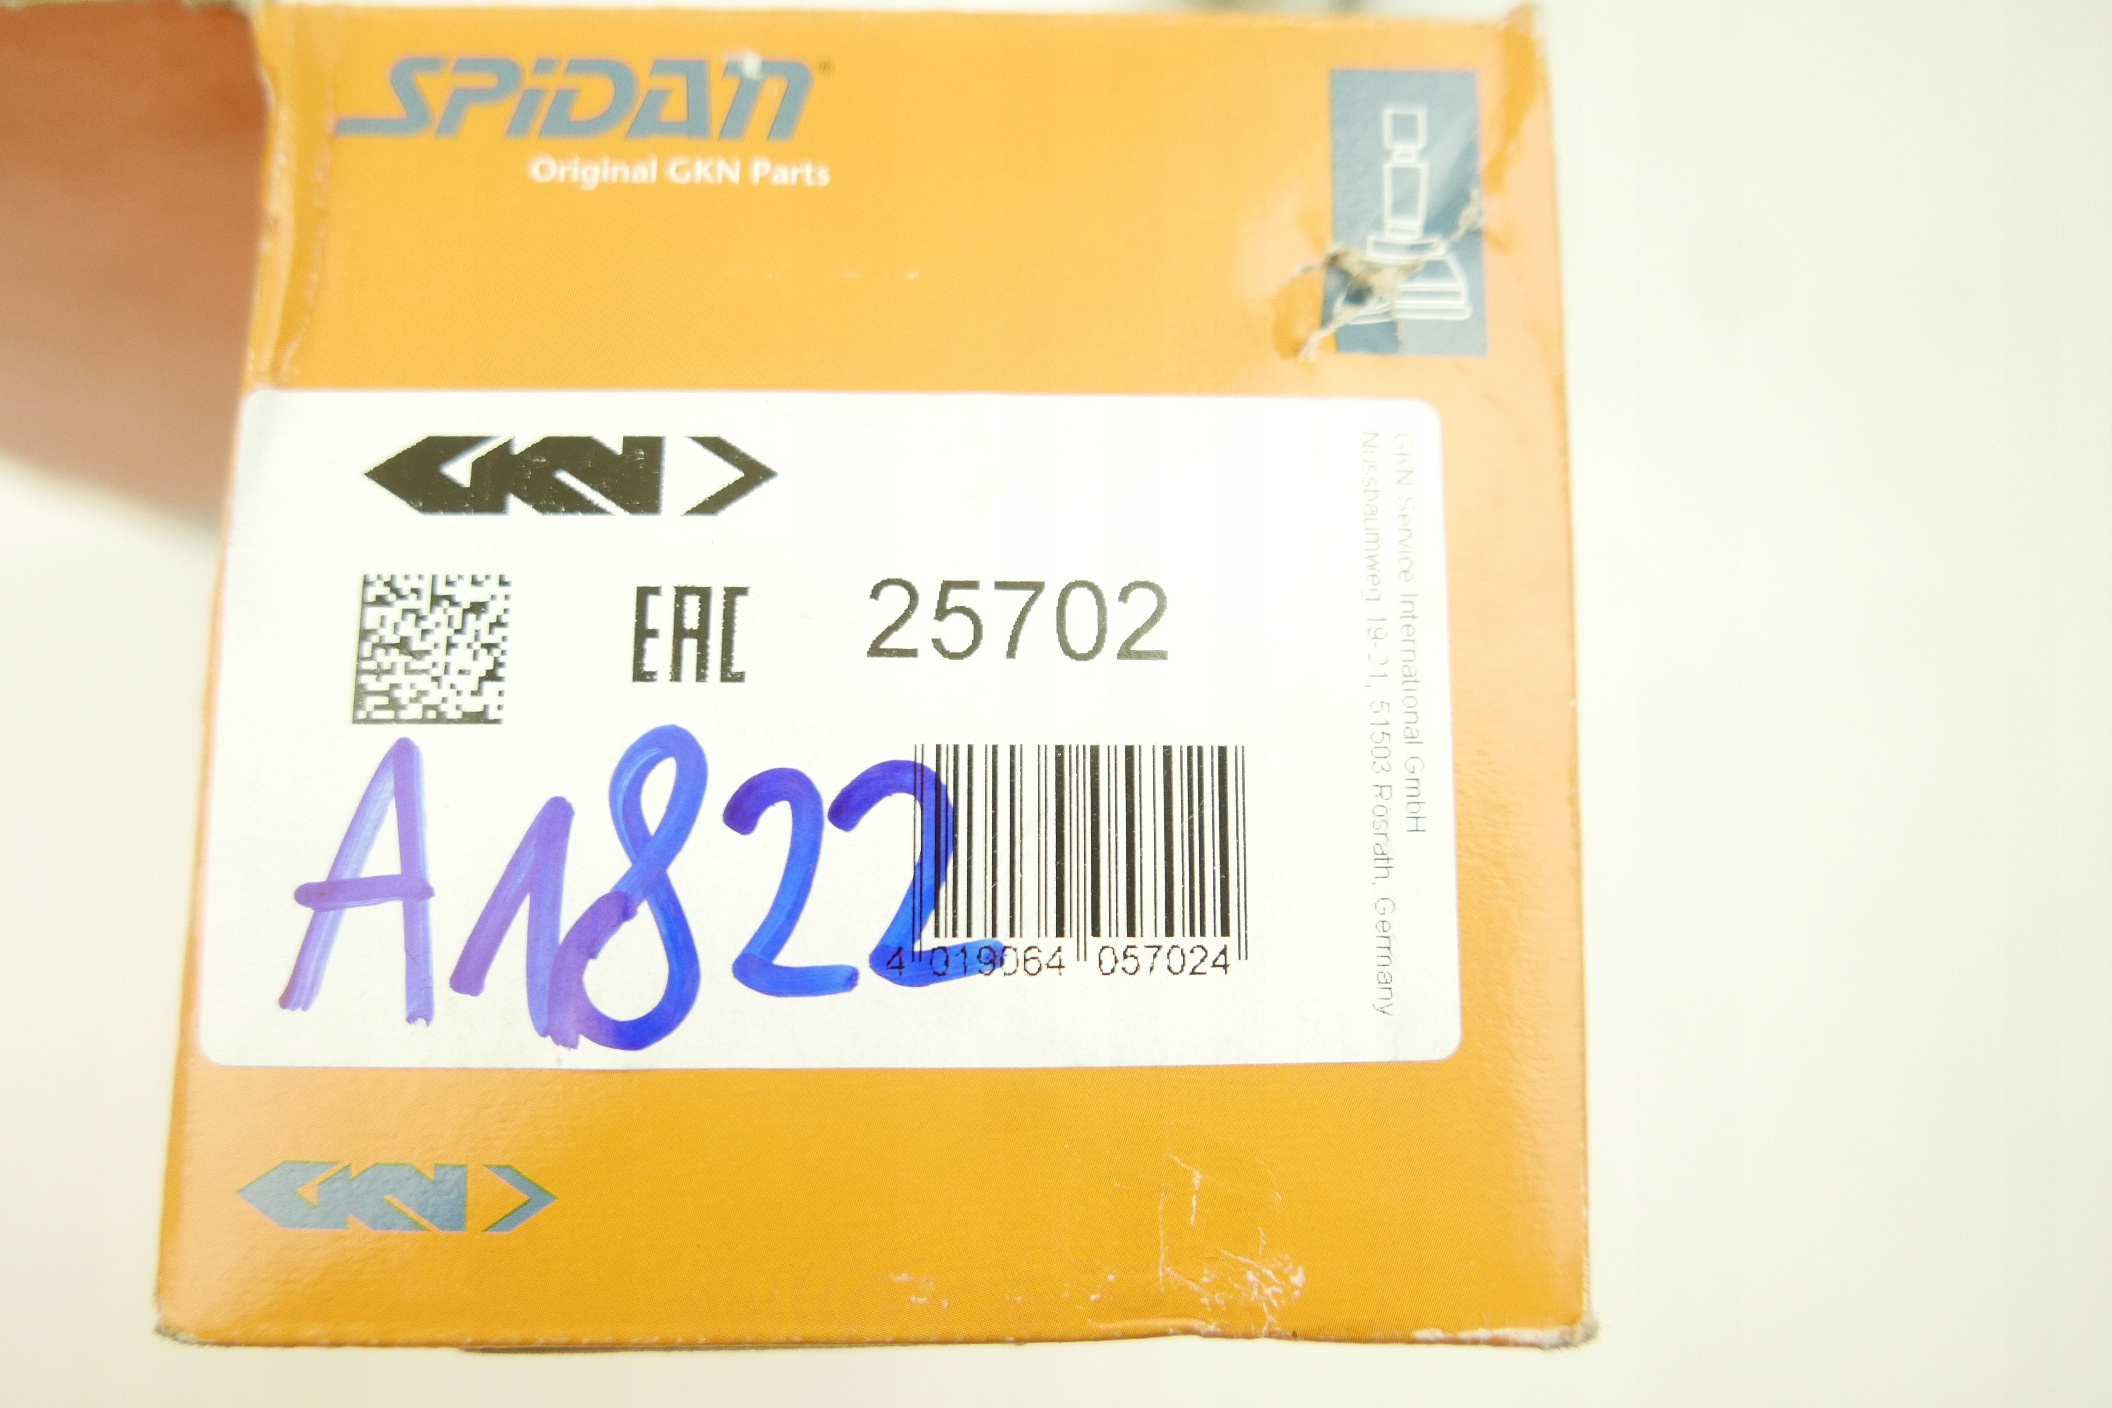 SPiDAN®
Original GKN Parts
GKN
EAC
25702
A1822
4 019064 057024
GKN Service International GmbH
Nussbaumweg 19-21, 51503 Rösrath, Germany
GKN